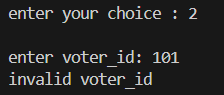 enter your choice : 2
enter voter_id: 101
invalid voter_id